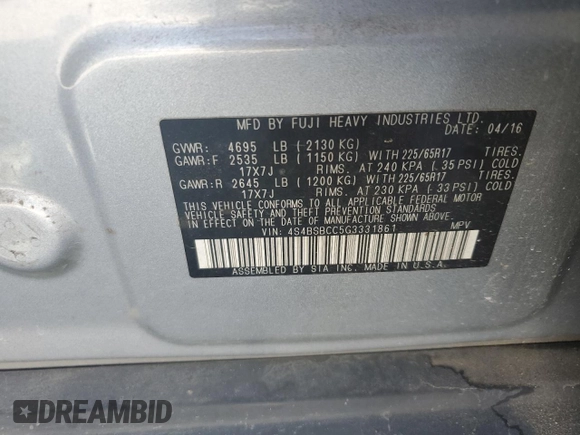 MFD BY FUJI HEAVY INDUSTRIES LTD.
DATE: 04/16
GVWR: 4695 LB ( 2130 KG)
GAWR:F 2535 LB ( 1150 KG) WITH 225/65R17 TIRES.
17X7J RIMS. AT 240 KPA (.35 PSI) COLD
GAWR:R 2645 LB ( 1200 KG) WITH 225/65R17 TIRES.
17X7J RIMS. AT 230 KPA (.33 PSI) COLD
THIS VEHICLE CONFORMS TO ALL APPLICABLE FEDERAL MOTOR
VEHICLE SAFETY AND THEFT PREVENTION STANDARDS IN
EFFECT ON THE DATE OF MANUFACTURE SHOWN ABOVE.
VIN: 4S4BSBCC5G3331861 MPV
ASSEMBLED BY SIA INC. IN U.S.A.
DREAMBID